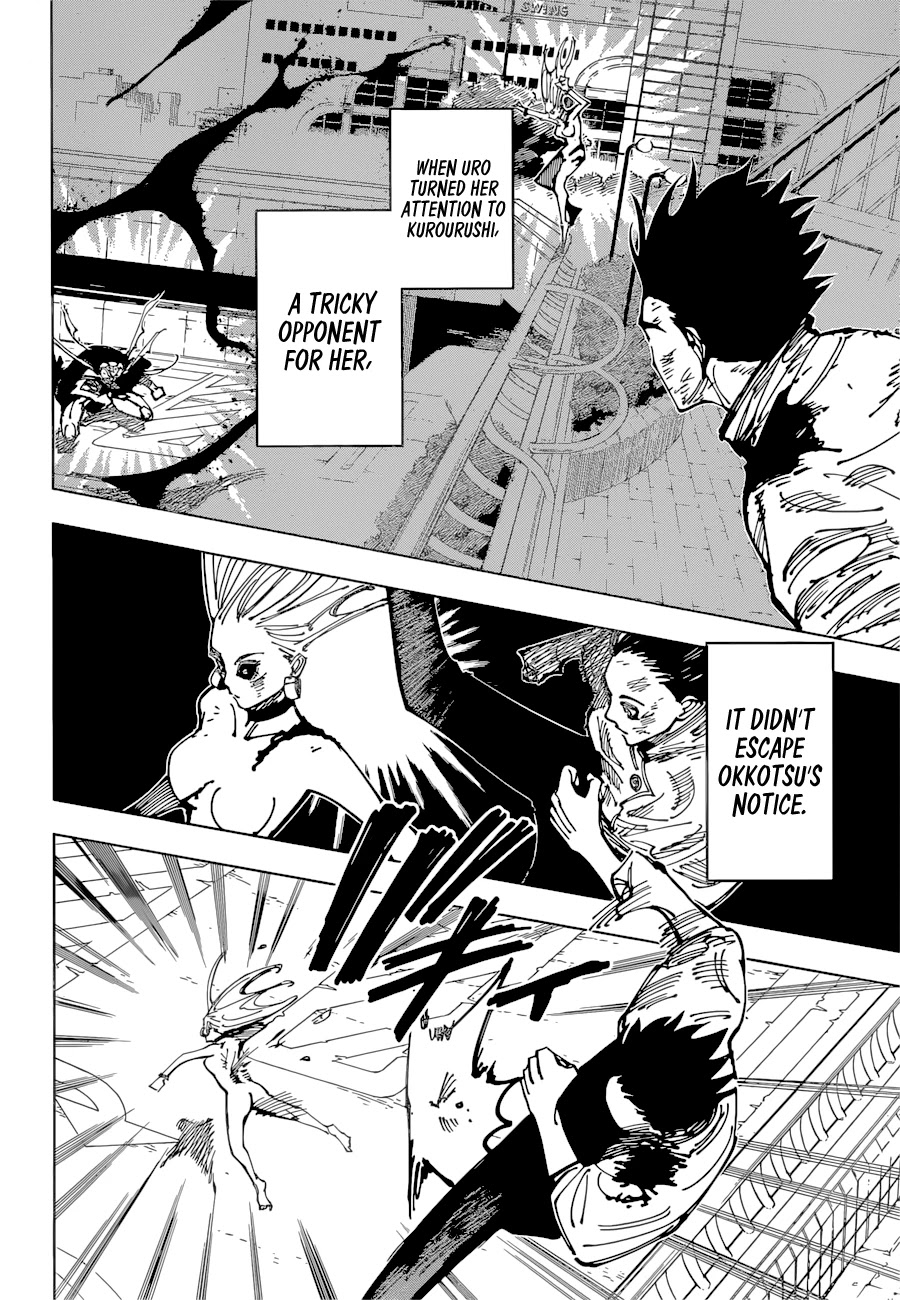 SWING
WHEN URO
TURNED HER
ATTENTION TO
KUROURUSHI,
A TRICKY
OPPONENT
FOR HER,
IT DIDN'T
ESCAPE
OKKOTSU'S
NOTICE.